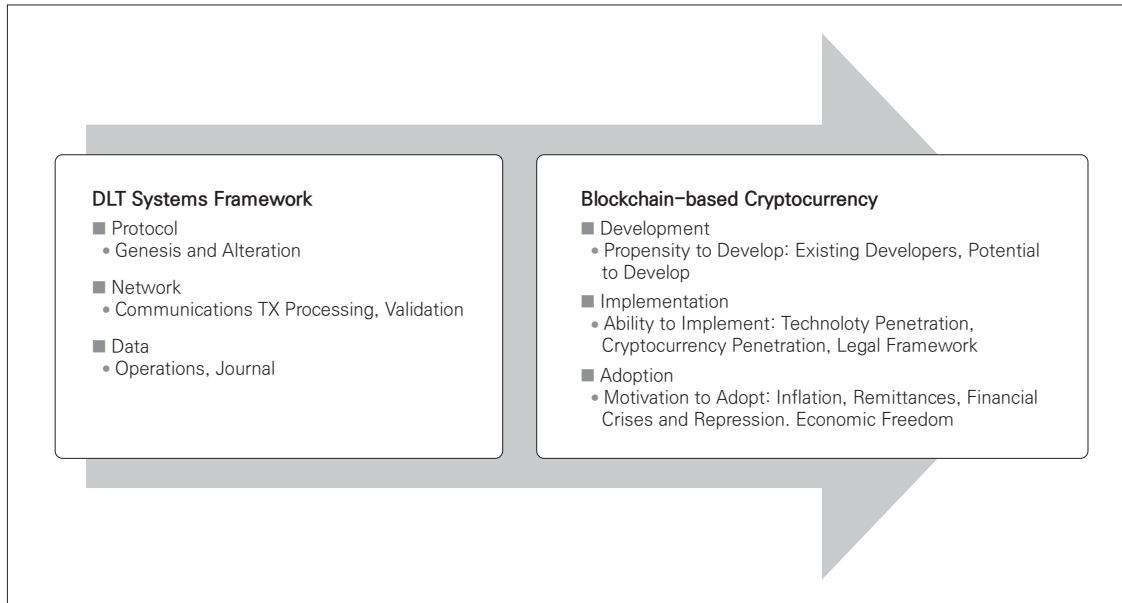 DLT Systems Framework
■ Protocol
• Genesis and Alteration
■ Network
• Communications TX Processing, Validation
■ Data
• Operations, Journal
Blockchain-based Cryptocurrency
■ Development
• Propensity to Develop: Existing Developers, Potential
to Develop
■ Implementation
• Ability to Implement: Technoloty Penetration,
Cryptocurrency Penetration, Legal Framework
■ Adoption
• Motivation to Adopt: Inflation, Remittances, Financial
Crises and Repression. Economic Freedom